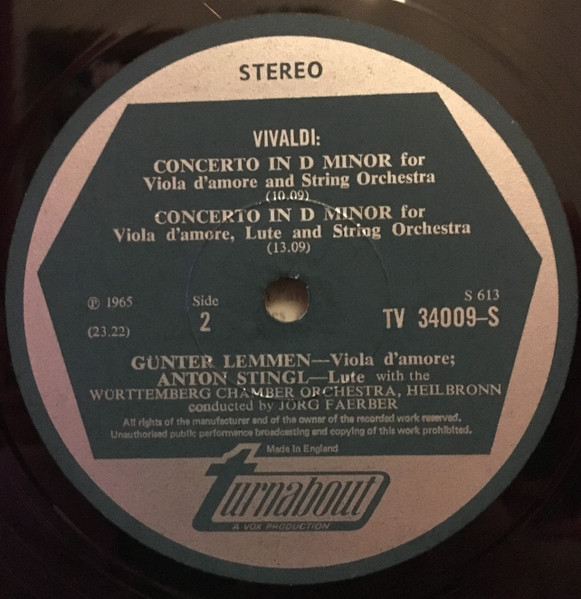 STEREO
VIVALDI:
CONCERTO IN D MINOR for
Viola d'amore and String Orchestra
(10.09)
CONCERTO IN D MINOR for
Viola d'amore, Lute and String Orchestra
(13.09)
℗ 1965
Side
S 613
(23.22)
2
TV 34009-S
GUNTER LEMMEN—Viola d'amore;
ANTON STINGL—Lute with the
WURTTEMBERG CHAMBER ORCHESTRA, HEILBRONN
conducted by JÖRG FAERBER
All rights of the manufacturer and of the owner of the recorded work reserved.
Unauthorised public performance broadcasting and copying of this work prohibited.
Made in England
turnabout
A VOX PRODUCTION